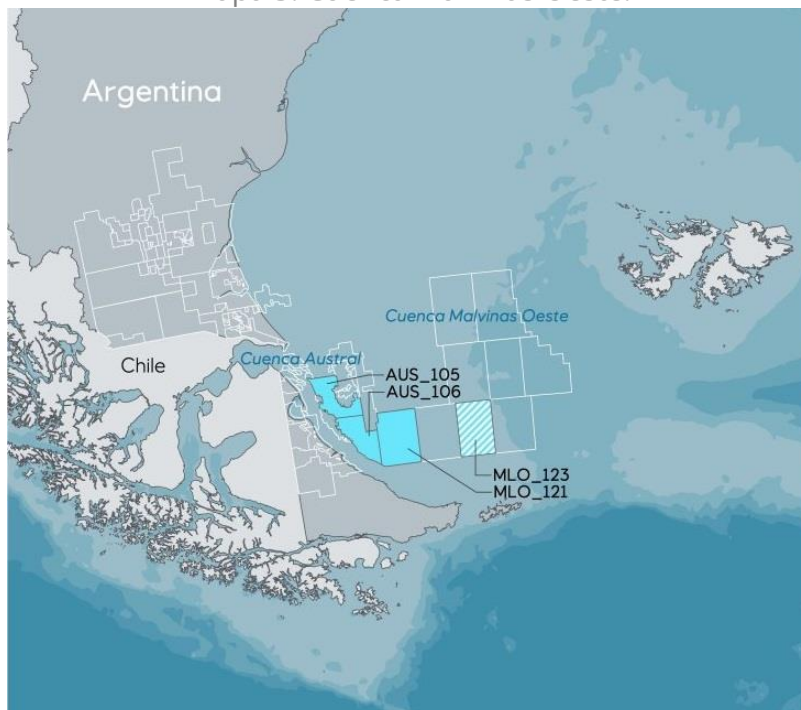 Argentina
Cuenca Malvinas Oeste
Chile
Cuenca Austral
AUS_105
AUS_106
MLO_123
MLO_121